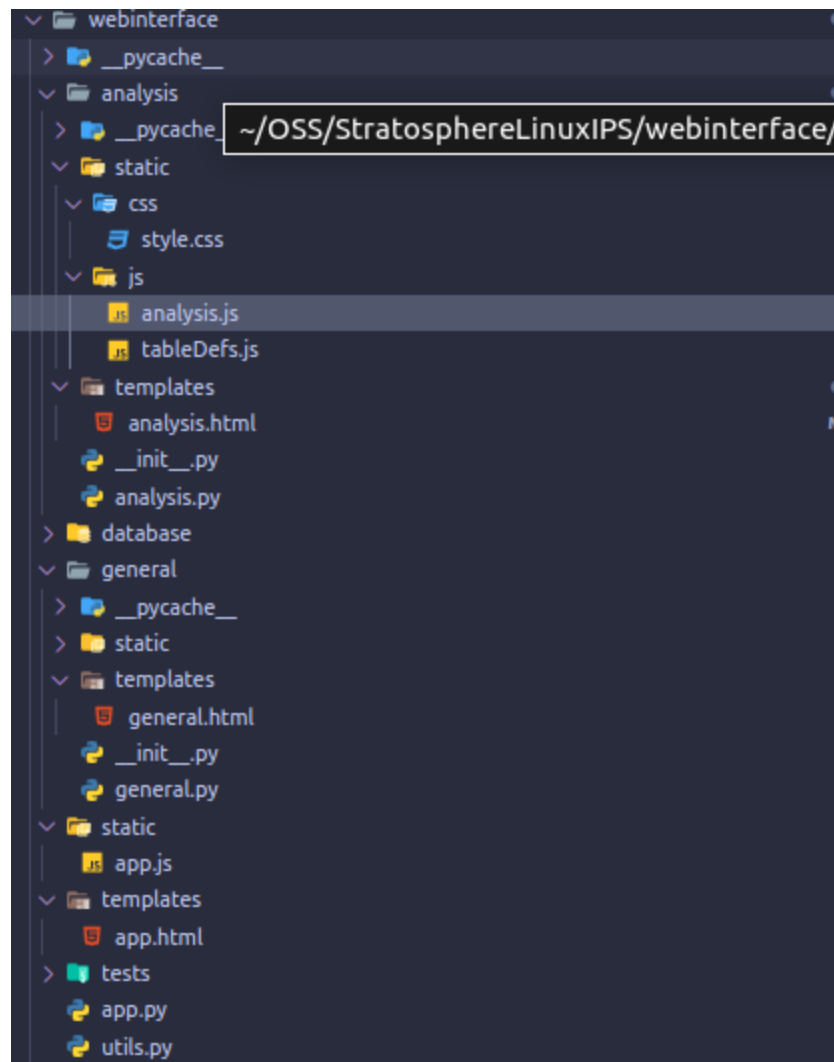 webinterface
__pycache__
analysis
__pycache_
~/OSS/StratosphereLinuxIPS/webinterface/
static
css
style.css
js
analysis.js
tableDefs.js
templates
analysis.html
__init__.py
analysis.py
database
general
__pycache__
static
templates
general.html
__init__.py
general.py
static
app.js
templates
app.html
tests
app.py
utils.py